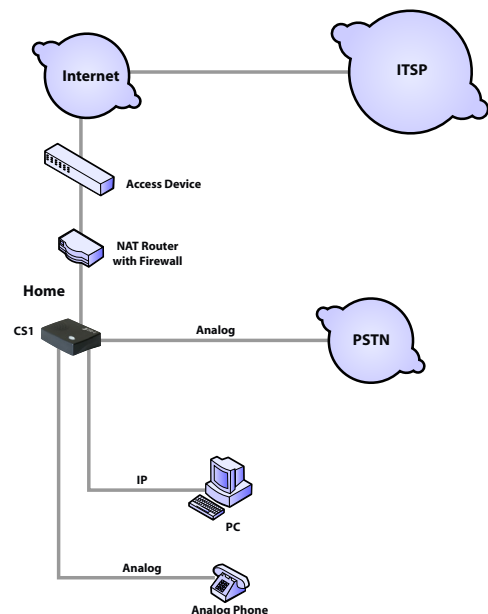 Internet
ITSP
Access Device
NAT Router
with Firewall
Home
CS1
Analog
PSTN
IP
PC
Analog
Analog Phone